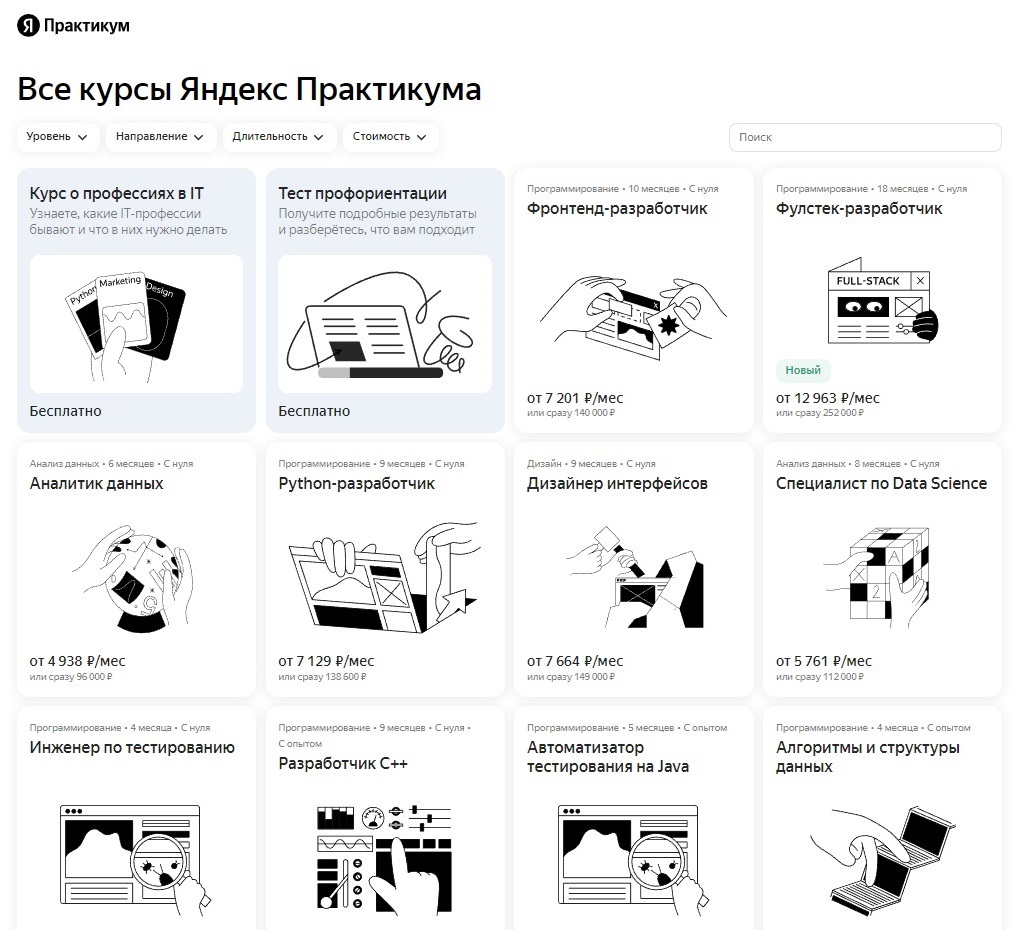 Я Практикум
Все курсы Яндекс Практикума
Уровень
Направление
Длительность
Стоимость
Поиск
Курс о профессиях в IT
Узнаете, какие IT-профессии
бывают и что в них нужно делать
Python
Marketing
Design
Бесплатно
Тест профориентации
Получите подробные результаты
и разберётесь, что вам подходит
Бесплатно
Программирование • 10 месяцев • С нуля
Фронтенд-разработчик
от 7 201 ₽/мес
или сразу 140 000 ₽
Программирование • 18 месяцев • С нуля
Фулстек-разработчик
FULL-STACK
Новый
от 12 963 ₽/мес
или сразу 252 000 ₽
Анализ данных • 6 месяцев • С нуля
Аналитик данных
от 4 938 ₽/мес
или сразу 96 000 ₽
Программирование • 9 месяцев • С нуля
Python-разработчик
от 7 129 ₽/мес
или сразу 138 600 ₽
Дизайн • 9 месяцев • С нуля
Дизайнер интерфейсов
от 7 664 ₽/мес
или сразу 149 000 ₽
Анализ данных • 8 месяцев • С нуля
Специалист по Data Science
A
2
от 5 761 ₽/мес
или сразу 112 000 ₽
Программирование • 4 месяца • С нуля
Инженер по тестированию
Программирование • 9 месяцев • С нуля •
С опытом
Разработчик C++
Программирование • 5 месяцев • С опытом
Автоматизатор
тестирования на Java
Программирование • 4 месяца • С опытом
Алгоритмы и структуры
данных